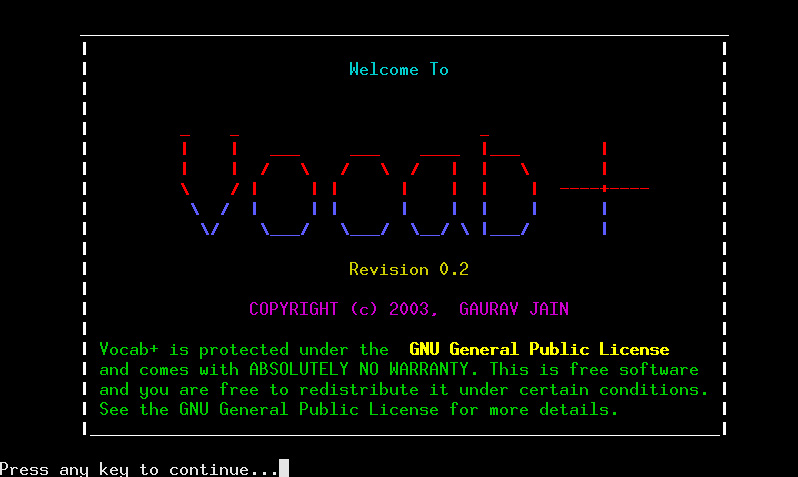 Welcome To
Vocab +
Revision 0.2
COPYRIGHT (c) 2003,  GAURAV JAIN
Vocab+ is protected under the  GNU General Public License
and comes with ABSOLUTELY NO WARRANTY. This is free software
and you are free to redistribute it under certain conditions.
See the GNU General Public License for more details.
Press any key to continue...